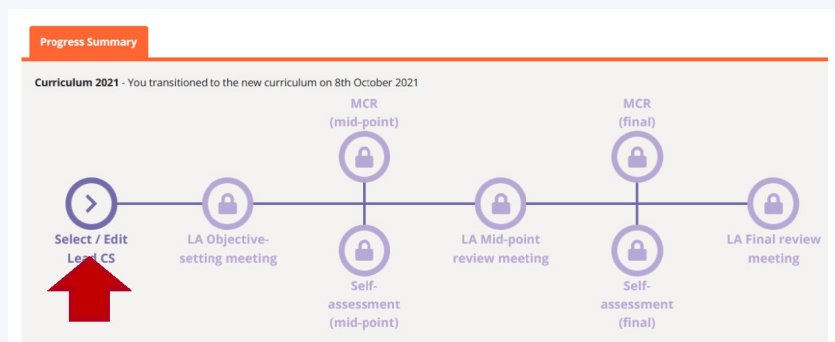 Progress Summary
Curriculum 2021 - You transitioned to the new curriculum on 8th October 2021
MCR
(mid-point)
MCR
(final)
Select / Edit
Lead CS
LA Objective-
setting meeting
LA Mid-point
review meeting
LA Final review
meeting
Self-
assessment
(mid-point)
Self-
assessment
(final)